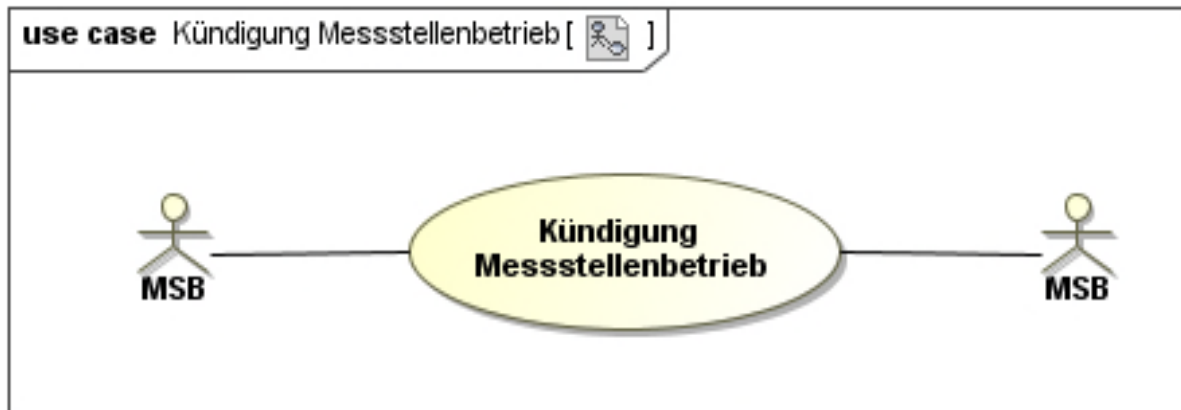 use case Kündigung Messstellenbetrieb [ ]
Kündigung
Messstellenbetrieb
MSB
MSB